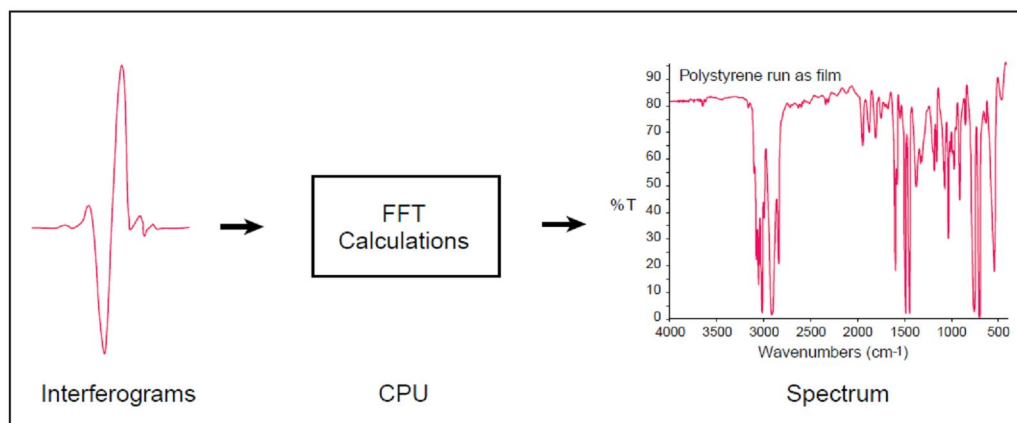 Polystyrene run as film
90
80
70
60
50
40
30
20
10
0
%T
4000 3500 3000 2500 2000 1500 1000 500
Wavenumbers (cm-1)
FFT
Calculations
Interferograms
CPU
Spectrum